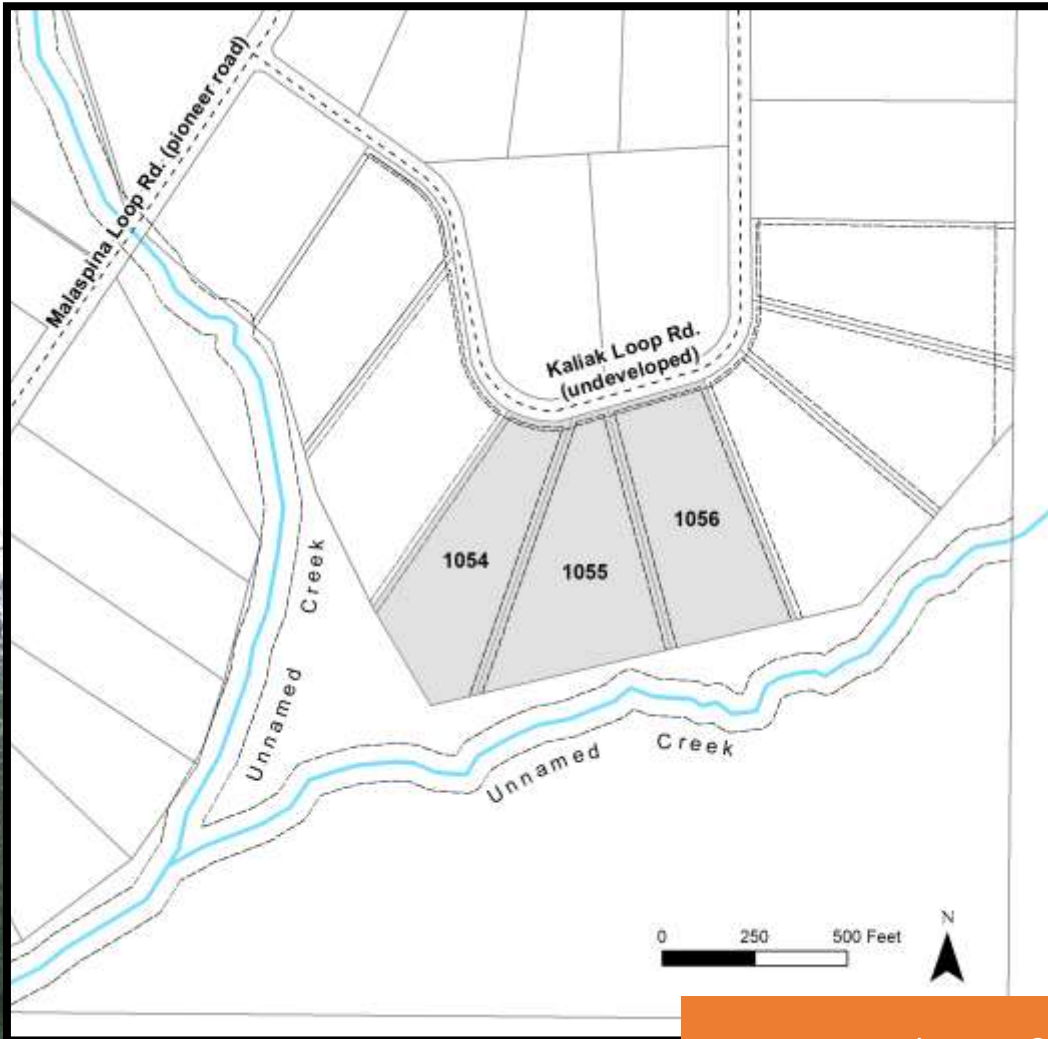 Malaspina Loop Rd. (pioneer road)
Kaliak Loop Rd.
(undeveloped)
1054
1055
1056
Unnamed Creek
Unnamed Creek
0 250 500 Feet
N